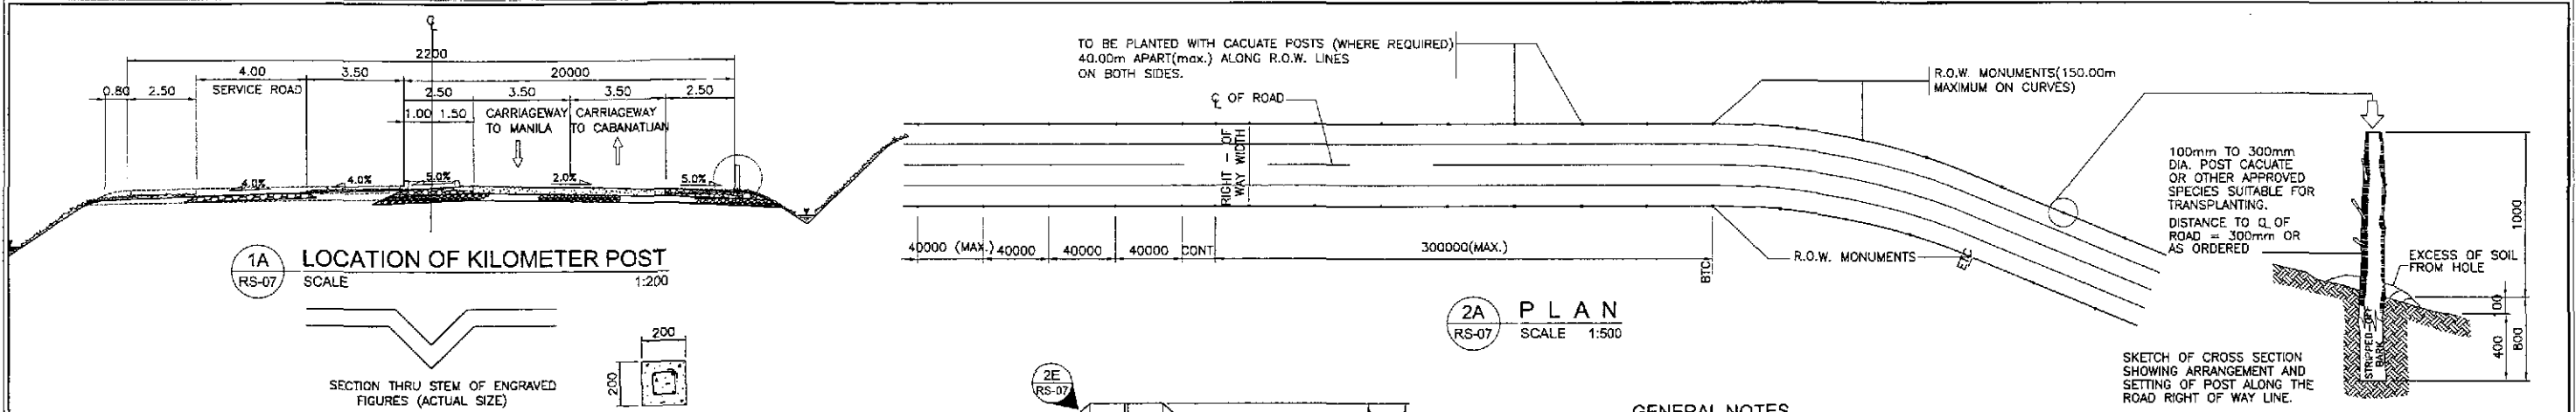 ℄
2200
4.00
3.50
20000
0.80
2.50
SERVICE ROAD
2.50
3.50
3.50
2.50
1.00
1.50
CARRIAGEWAY
TO MANILA
CARRIAGEWAY
TO CABANATUAN
4.0%
4.0%
5.0%
2.0%
5.0%
1A
RS-07
LOCATION OF KILOMETER POST
SCALE
1:200
SECTION THRU STEM OF ENGRAVED
FIGURES (ACTUAL SIZE)
200
200
TO BE PLANTED WITH CACUATE POSTS (WHERE REQUIRED)
40.00m APART(max.) ALONG R.O.W. LINES
ON BOTH SIDES.
℄ OF ROAD
RIGHT - OF
WAY WIDTH
R.O.W. MONUMENTS(150.00m
MAXIMUM ON CURVES)
40000 (MAX.)
40000
40000
40000
CONT
300000(MAX.)
BTC
R.O.W. MONUMENTS
ETC
2A
RS-07
P L A N
SCALE 1:500
2E
RS-07
GENERAL NOTES
100mm TO 300mm
DIA. POST CACUATE
OR OTHER APPROVED
SPECIES SUITABLE FOR
TRANSPLANTING.
DISTANCE TO ℄ OF
ROAD = 300mm OR
AS ORDERED
1000
EXCESS OF SOIL
FROM HOLE
100
400
800
STRIPPED-OFF
BARK
SKETCH OF CROSS SECTION
SHOWING ARRANGEMENT AND
SETTING OF POST ALONG THE
ROAD RIGHT OF WAY LINE.